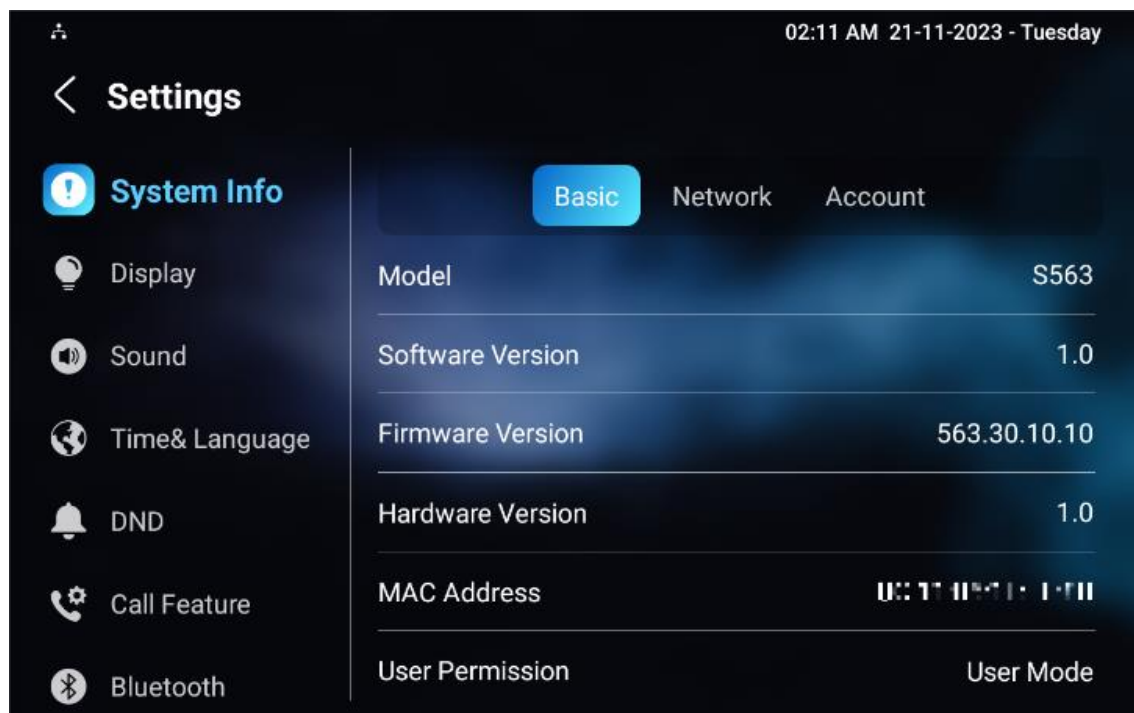 02:11 AM 21-11-2023 - Tuesday
Settings
System Info
Display
Sound
Time& Language
DND
Call Feature
Bluetooth
Basic Network Account
Model S563
Software Version 1.0
Firmware Version 563.30.10.10
Hardware Version 1.0
MAC Address
User Permission User Mode